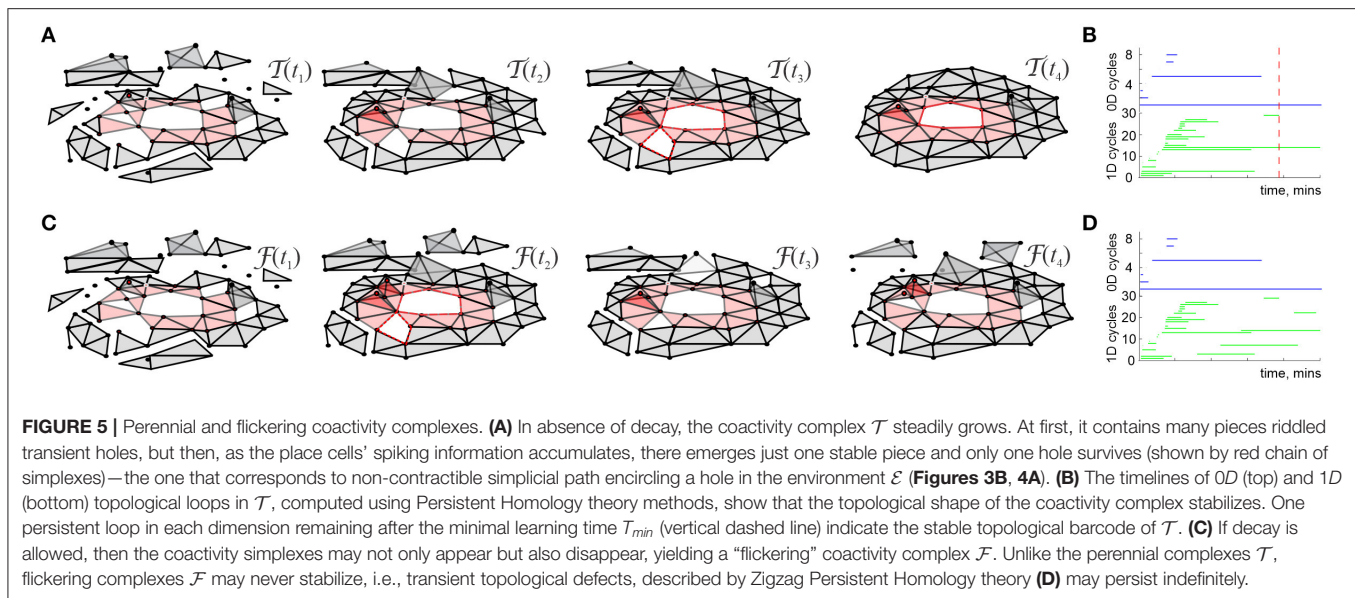 A
𝒯(t1)
𝒯(t2)
𝒯(t3)
𝒯(t4)
B
8
4
0D cycles
30
20
10
0
1D cycles
time, mins
C
ℱ(t1)
ℱ(t2)
ℱ(t3)
ℱ(t4)
D
8
4
0D cycles
30
20
10
0
1D cycles
time, mins
FIGURE 5 | Perennial and flickering coactivity complexes. (A) In absence of decay, the coactivity complex 𝒯 steadily grows. At first, it contains many pieces riddled
transient holes, but then, as the place cells' spiking information accumulates, there emerges just one stable piece and only one hole survives (shown by red chain of
simplexes)—the one that corresponds to non-contractible simplicial path encircling a hole in the environment ℰ (Figures 3B, 4A). (B) The timelines of 0D (top) and 1D
(bottom) topological loops in 𝒯, computed using Persistent Homology theory methods, show that the topological shape of the coactivity complex stabilizes. One
persistent loop in each dimension remaining after the minimal learning time Tmin (vertical dashed line) indicate the stable topological barcode of 𝒯. (C) If decay is
allowed, then the coactivity simplexes may not only appear but also disappear, yielding a "flickering" coactivity complex ℱ. Unlike the perennial complexes 𝒯,
flickering complexes ℱ may never stabilize, i.e., transient topological defects, described by Zigzag Persistent Homology theory (D) may persist indefinitely.